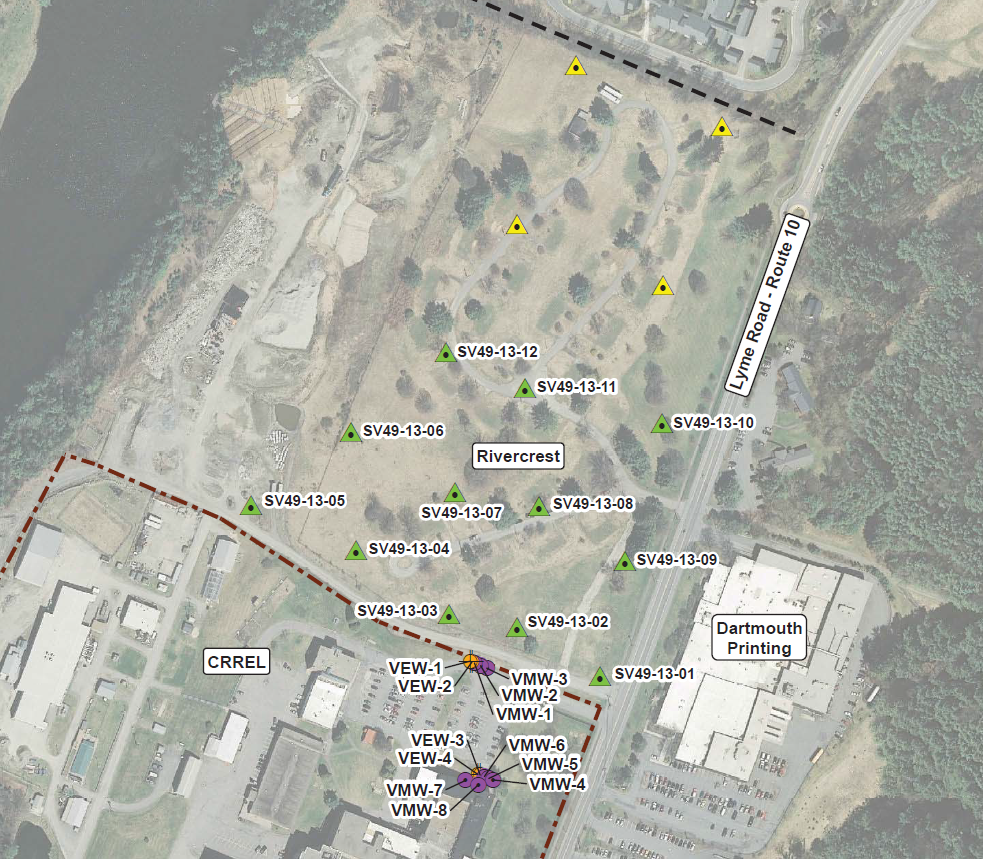 Lyme Road - Route 10
SV49-13-12
SV49-13-11
SV49-13-10
SV49-13-06
Rivercrest
SV49-13-05
SV49-13-07
SV49-13-08
SV49-13-04
SV49-13-09
SV49-13-03
SV49-13-02
Dartmouth
Printing
CRREL
VEW-1
VEW-2
SV49-13-01
VMW-3
VMW-2
VMW-1
VEW-3
VEW-4
VMW-6
VMW-5
VMW-4
VMW-7
VMW-8